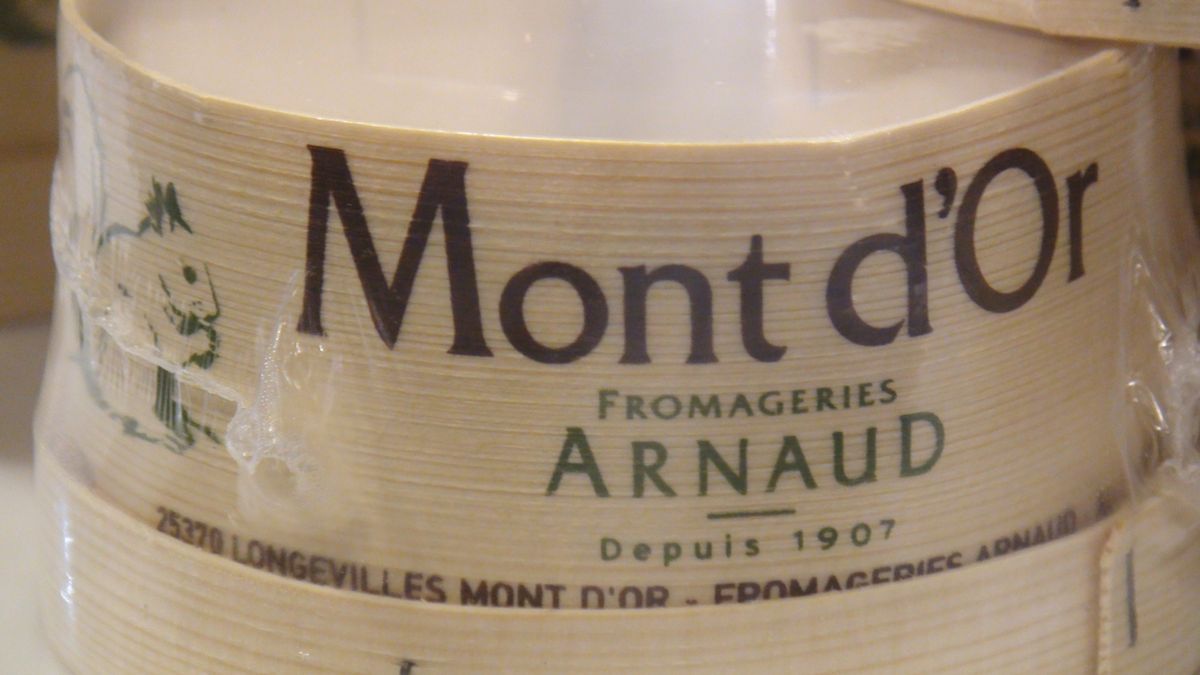 Mont d'Or
FROMAGERIES
ARNAUD
Depuis 1907
25370 LONGEVILLES MONT D'OR - FROMAGERIES ARNAUD